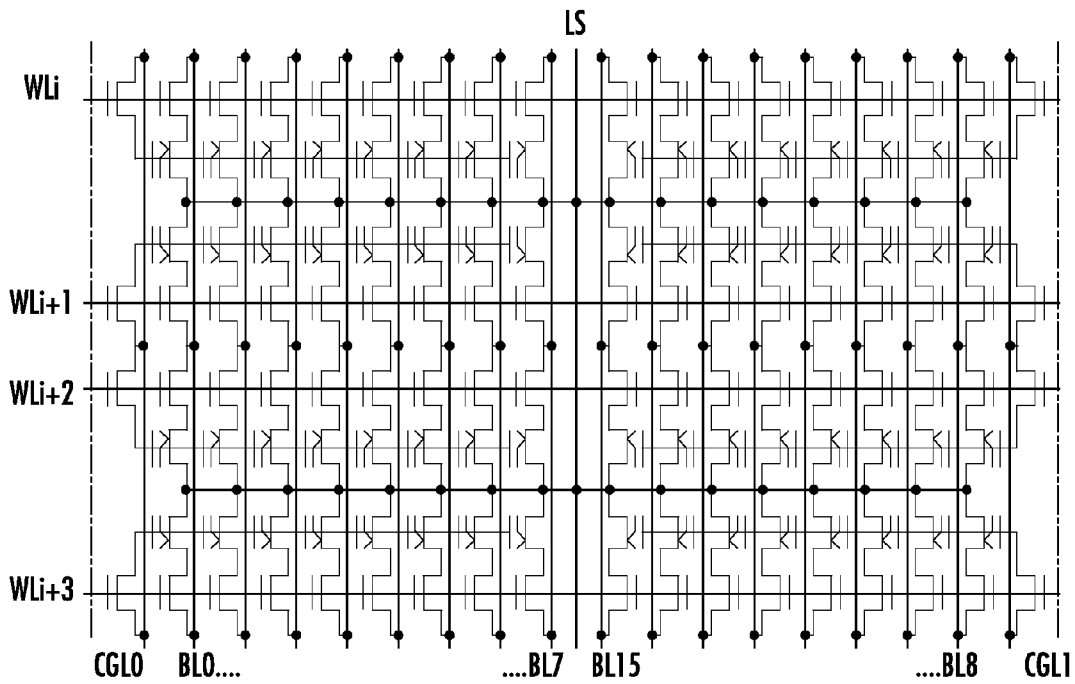 LS
WLi
WLi+1
WLi+2
WLi+3
CGL0 BL0.... ....BL7 BL15 ....BL8 CGL1